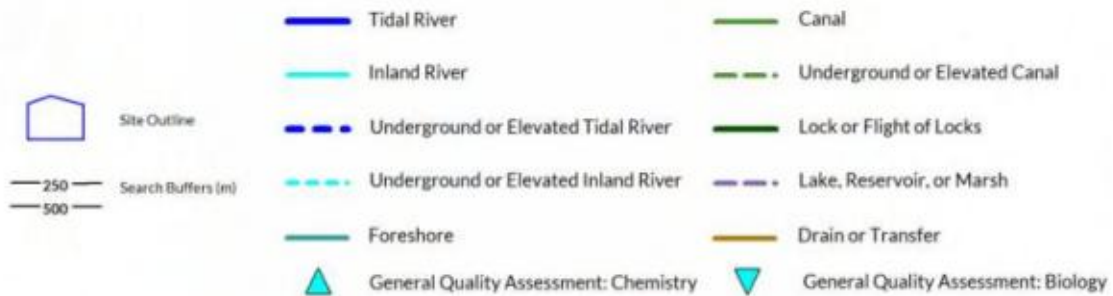 Tidal River
Canal
Inland River
Underground or Elevated Canal
Site Outline
Underground or Elevated Tidal River
Lock or Flight of Locks
250
Search Buffers (m)
500
Underground or Elevated Inland River
Lake, Reservoir, or Marsh
Foreshore
Drain or Transfer
General Quality Assessment: Chemistry
General Quality Assessment: Biology